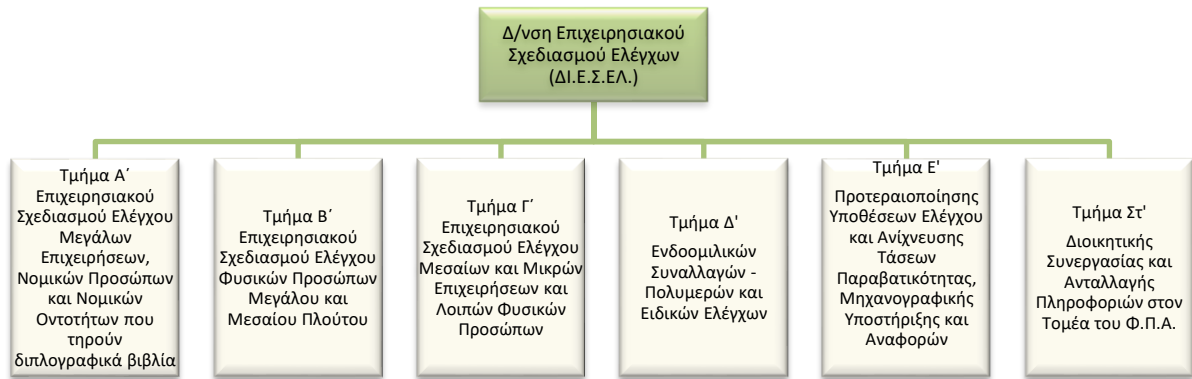 Δ/νση Επιχειρησιακού
Σχεδιασμού Ελέγχων
(ΔΙ.Ε.Σ.ΕΛ.)
Τμήμα Α΄
Επιχειρησιακού
Σχεδιασμού Ελέγχου
Μεγάλων
Επιχειρήσεων,
Νομικών Προσώπων
και Νομικών
Οντοτήτων που
τηρούν
διπλογραφικά βιβλία
Τμήμα Β΄
Επιχειρησιακού
Σχεδιασμού Ελέγχου
Φυσικών Προσώπων
Μεγάλου και
Μεσαίου Πλούτου
Τμήμα Γ΄
Επιχειρησιακού
Σχεδιασμού Ελέγχου
Μεσαίων και Μικρών
Επιχειρήσεων και
Λοιπών Φυσικών
Προσώπων
Τμήμα Δ'
Ενδοομιλικών
Συναλλαγών -
Πολυμερών και
Ειδικών Ελέγχων
Τμήμα Ε'
Προτεραιοποίησης
Υποθέσεων Ελέγχου
και Ανίχνευσης
Τάσεων
Παραβατικότητας,
Μηχανογραφικής
Υποστήριξης και
Αναφορών
Τμήμα Στ'
Διοικητικής
Συνεργασίας και
Ανταλλαγής
Πληροφοριών στον
Τομέα του Φ.Π.Α.